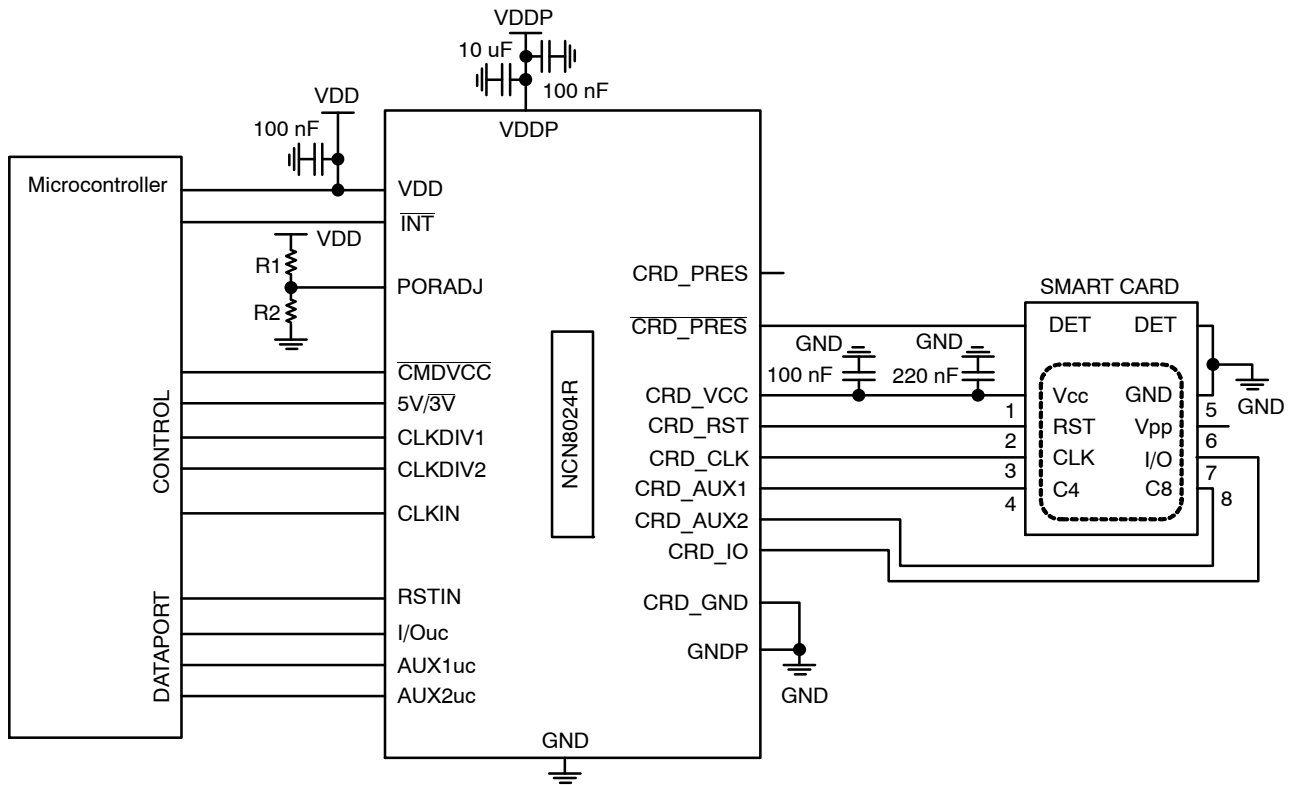 VDDP
10 uF
100 nF
VDD
100 nF
VDDP
Microcontroller
VDD
INT
VDD
R1
PORADJ
R2
CRD_PRES
SMART CARD
CRD_PRES
DET DET
GND GND
CMDVCC
100 nF 220 nF
5V/3V
CRD_VCC
Vcc GND
GND
1 5
CLKDIV1
CRD_RST
RST Vpp
2 6
CONTROL
NCN8024R
CLKDIV2
CRD_CLK
CLK I/O
3 7
CRD_AUX1
C4 C8
4 8
CLKIN
CRD_AUX2
CRD_IO
RSTIN
CRD_GND
I/Ouc
DATAPORT
GNDP
AUX1uc
AUX2uc
GND
GND